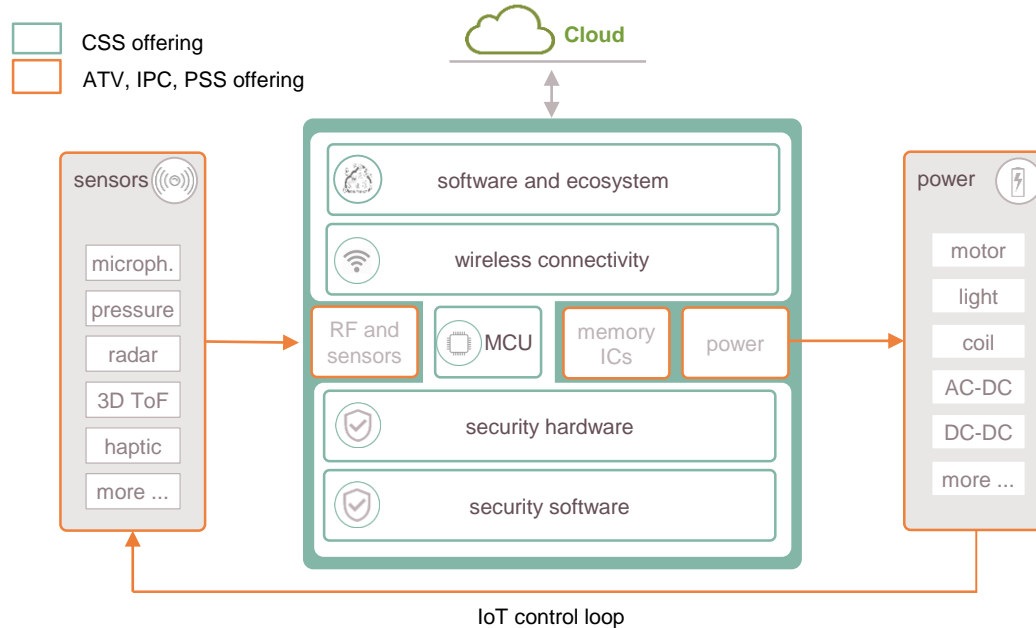 CSS offering
ATV, IPC, PSS offering
Cloud
sensors
microph.
pressure
radar
3D ToF
haptic
more ...
software and ecosystem
wireless connectivity
RF and
sensors
MCU
memory
ICs
power
security hardware
security software
power
motor
light
coil
AC-DC
DC-DC
more ...
IoT control loop